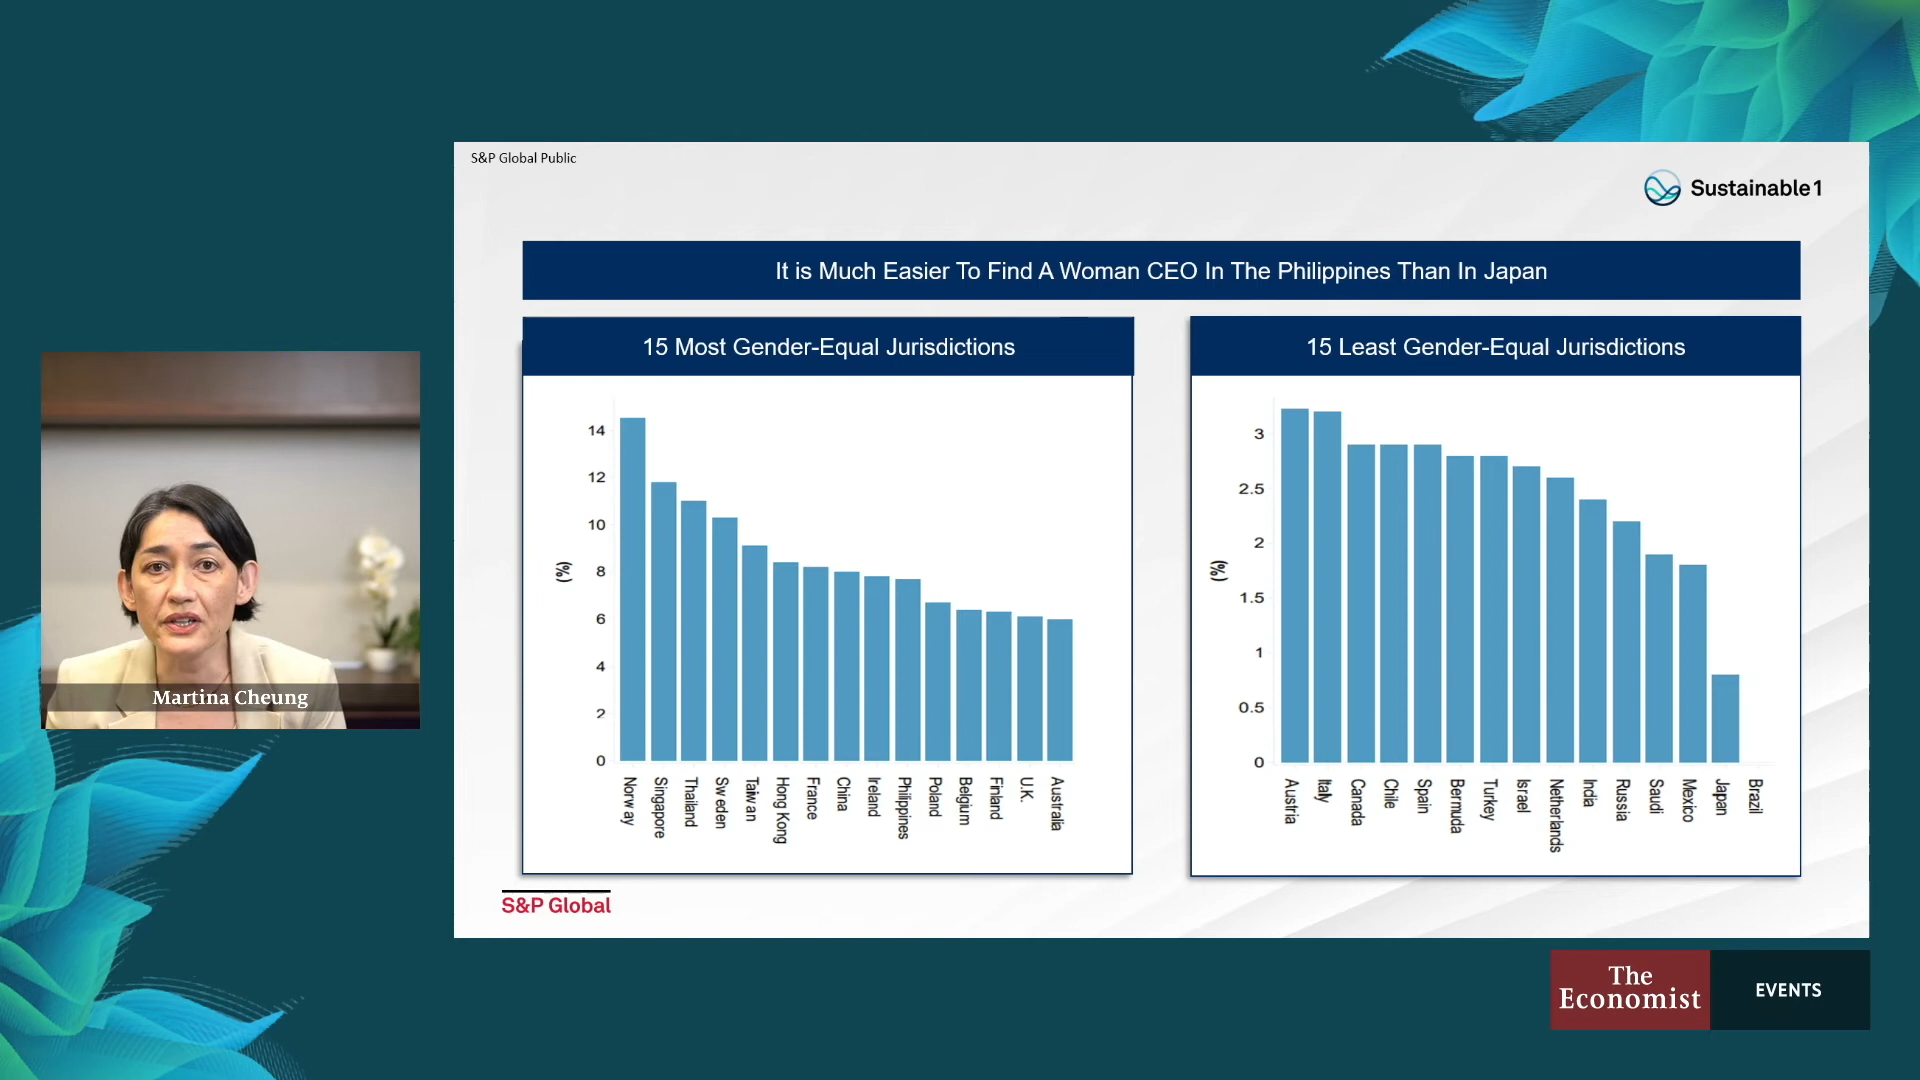 S&P Global Public
Sustainable1
It is Much Easier To Find A Woman CEO In The Philippines Than In Japan
15 Most Gender-Equal Jurisdictions
(%)
14
12
10
8
6
4
2
0
Norway
Singapore
Thailand
Sweden
Taiwan
Hong Kong
France
China
Ireland
Philippines
Poland
Belgium
Finland
U.K.
Australia
15 Least Gender-Equal Jurisdictions
(%)
3
2.5
2
1.5
1
0.5
0
Austria
Italy
Canada
Chile
Spain
Bermuda
Turkey
Israel
Netherlands
India
Russia
Saudi
Mexico
Japan
Brazil
S&P Global
Martina Cheung
The
Economist
EVENTS